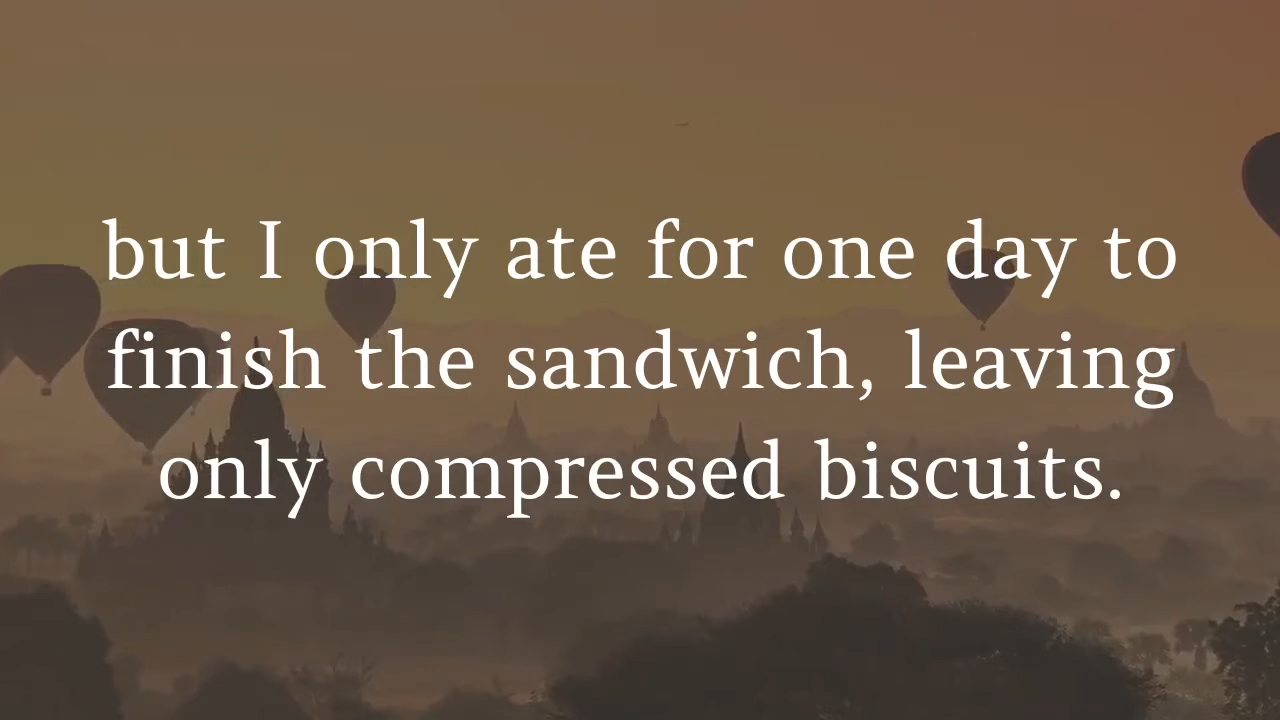 but I only ate for one day to
finish the sandwich, leaving
only compressed biscuits.